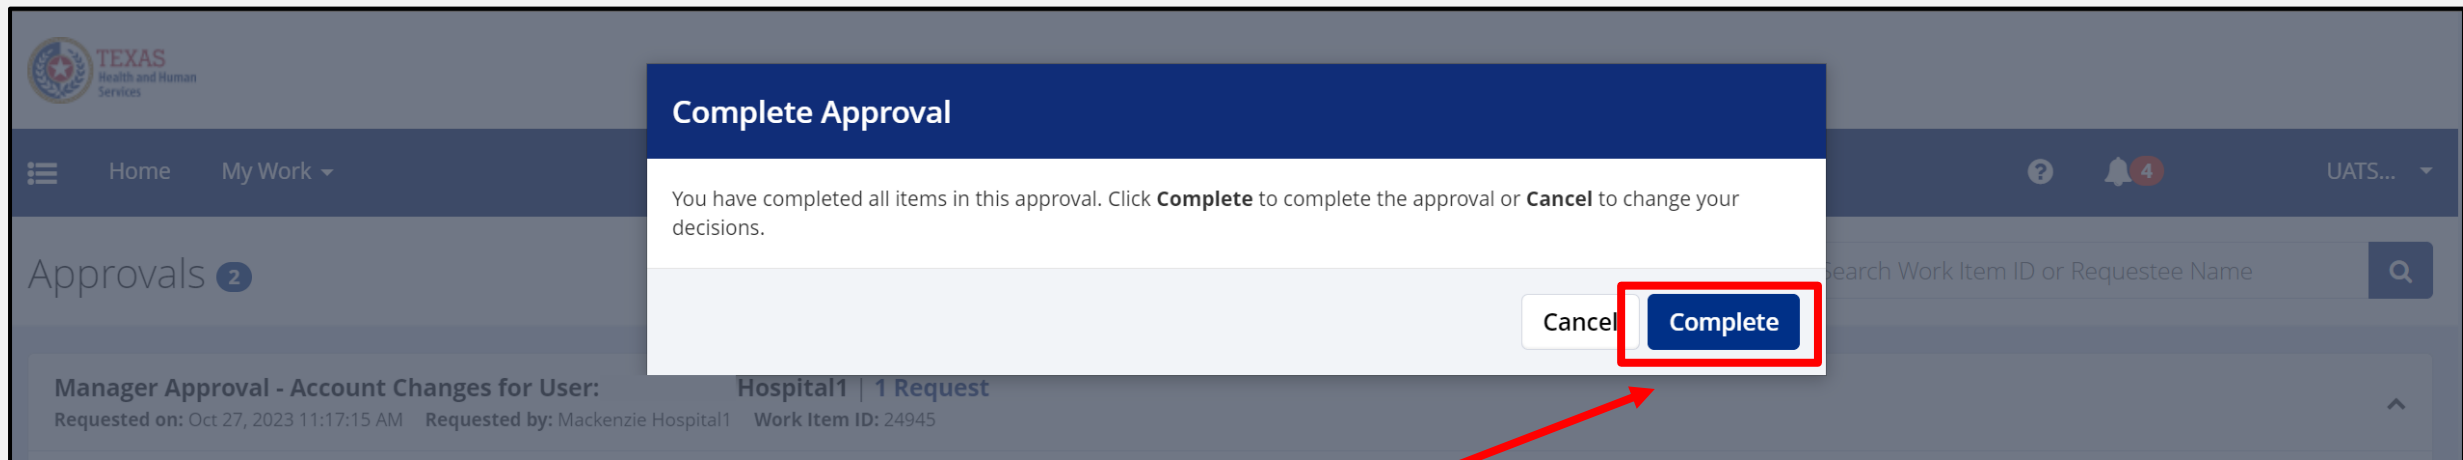 TEXAS
Health and Human
Services
Home My Work
4
UATS...
Complete Approval
You have completed all items in this approval. Click Complete to complete the approval or Cancel to change your
decisions.
Cancel Complete
Approvals 2
Search Work Item ID or Requestee Name
Manager Approval - Account Changes for User: Hospital1 | 1 Request
Requested on: Oct 27, 2023 11:17:15 AM Requested by: Mackenzie Hospital1 Work Item ID: 24945